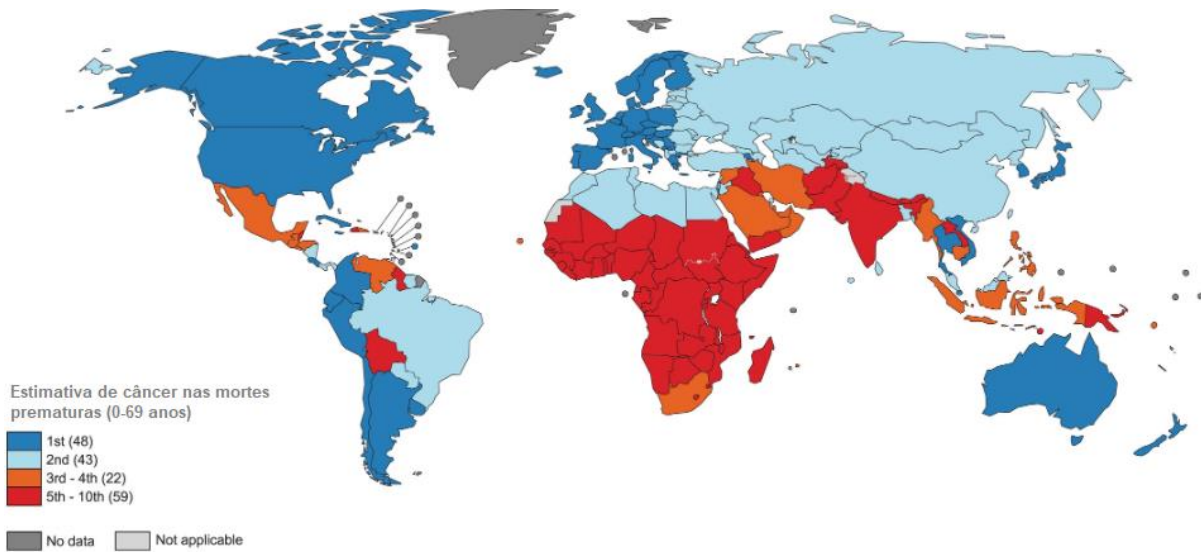 Estimativa de câncer nas mortes
prematuras (0-69 anos)
1st (48)
2nd (43)
3rd - 4th (22)
5th - 10th (59)
No data
Not applicable